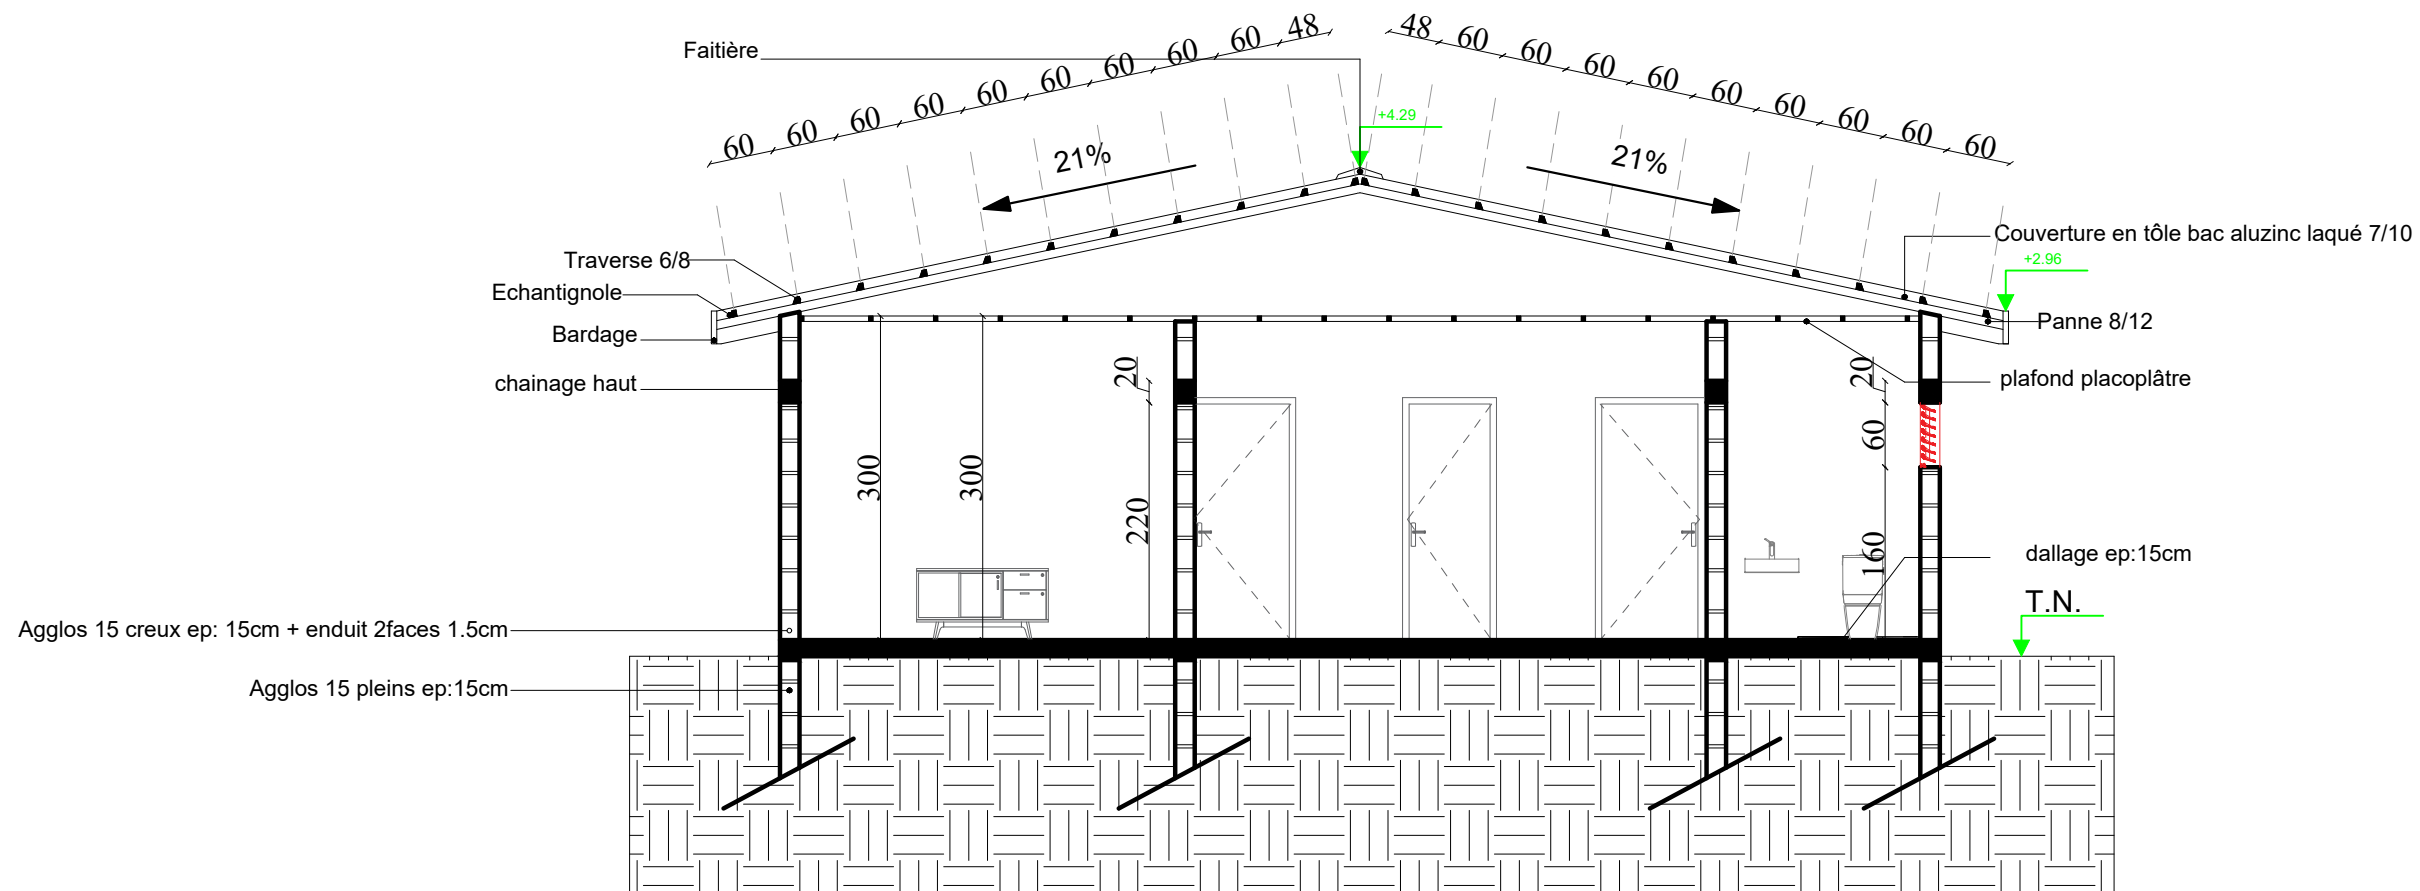 60 60 60 60 60 60 60 60 60 48
48 60 60 60 60 60 60 60 60 60
Faitière
+4.29
21%
21%
Couverture en tôle bac aluzinc laqué 7/10
+2.96
Traverse 6/8
Echantignole
Panne 8/12
Bardage
chainage haut
plafond placoplâtre
20
20
60
300
300
220
160
dallage ep:15cm
T.N.
Agglos 15 creux ep: 15cm + enduit 2faces 1.5cm
Agglos 15 pleins ep:15cm